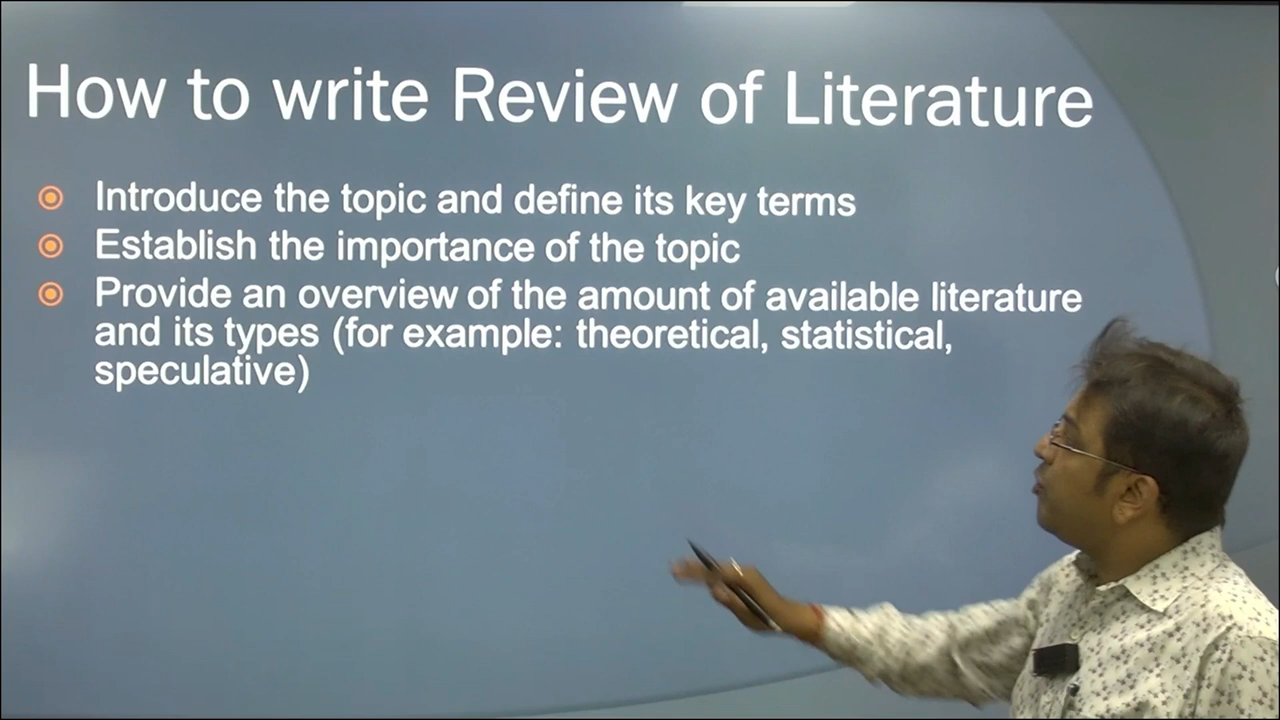 How to write Review of Literature
Introduce the topic and define its key terms
Establish the importance of the topic
Provide an overview of the amount of available literature
and its types (for example: theoretical, statistical,
speculative)